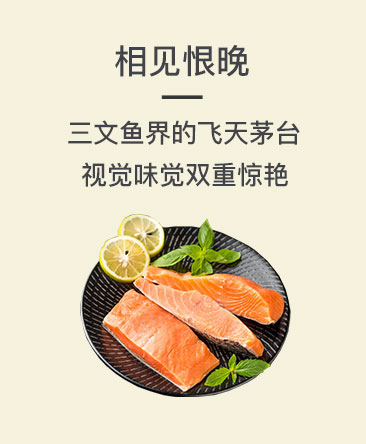 相见恨晚
三文鱼界的飞天茅台
视觉味觉双重惊艳